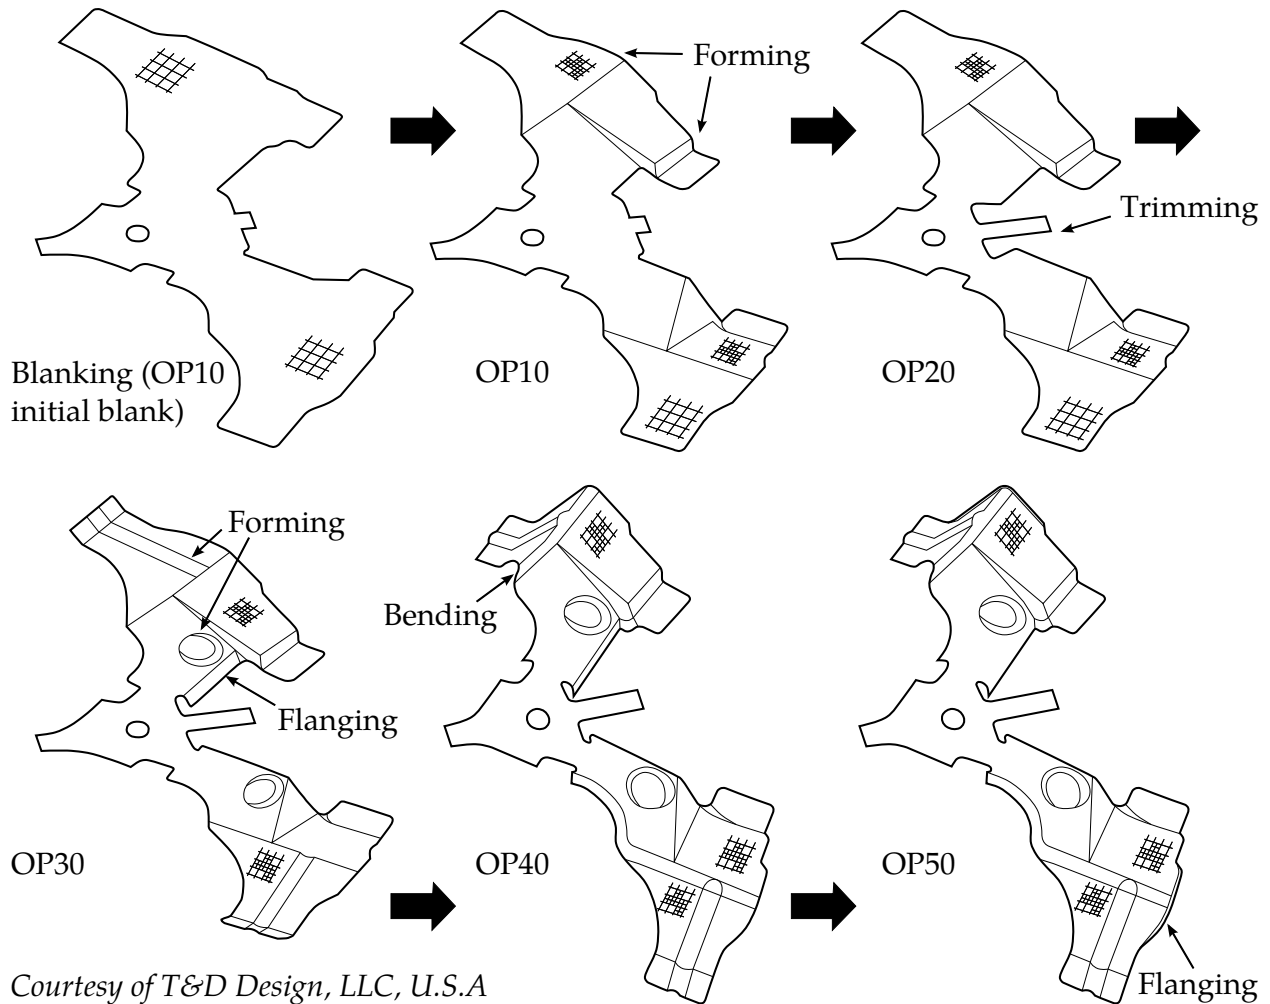 Forming
Trimming
Blanking (OP10
initial blank)
OP10
OP20
Forming
Bending
Flanging
OP30
OP40
OP50
Flanging
Courtesy of T&D Design, LLC, U.S.A